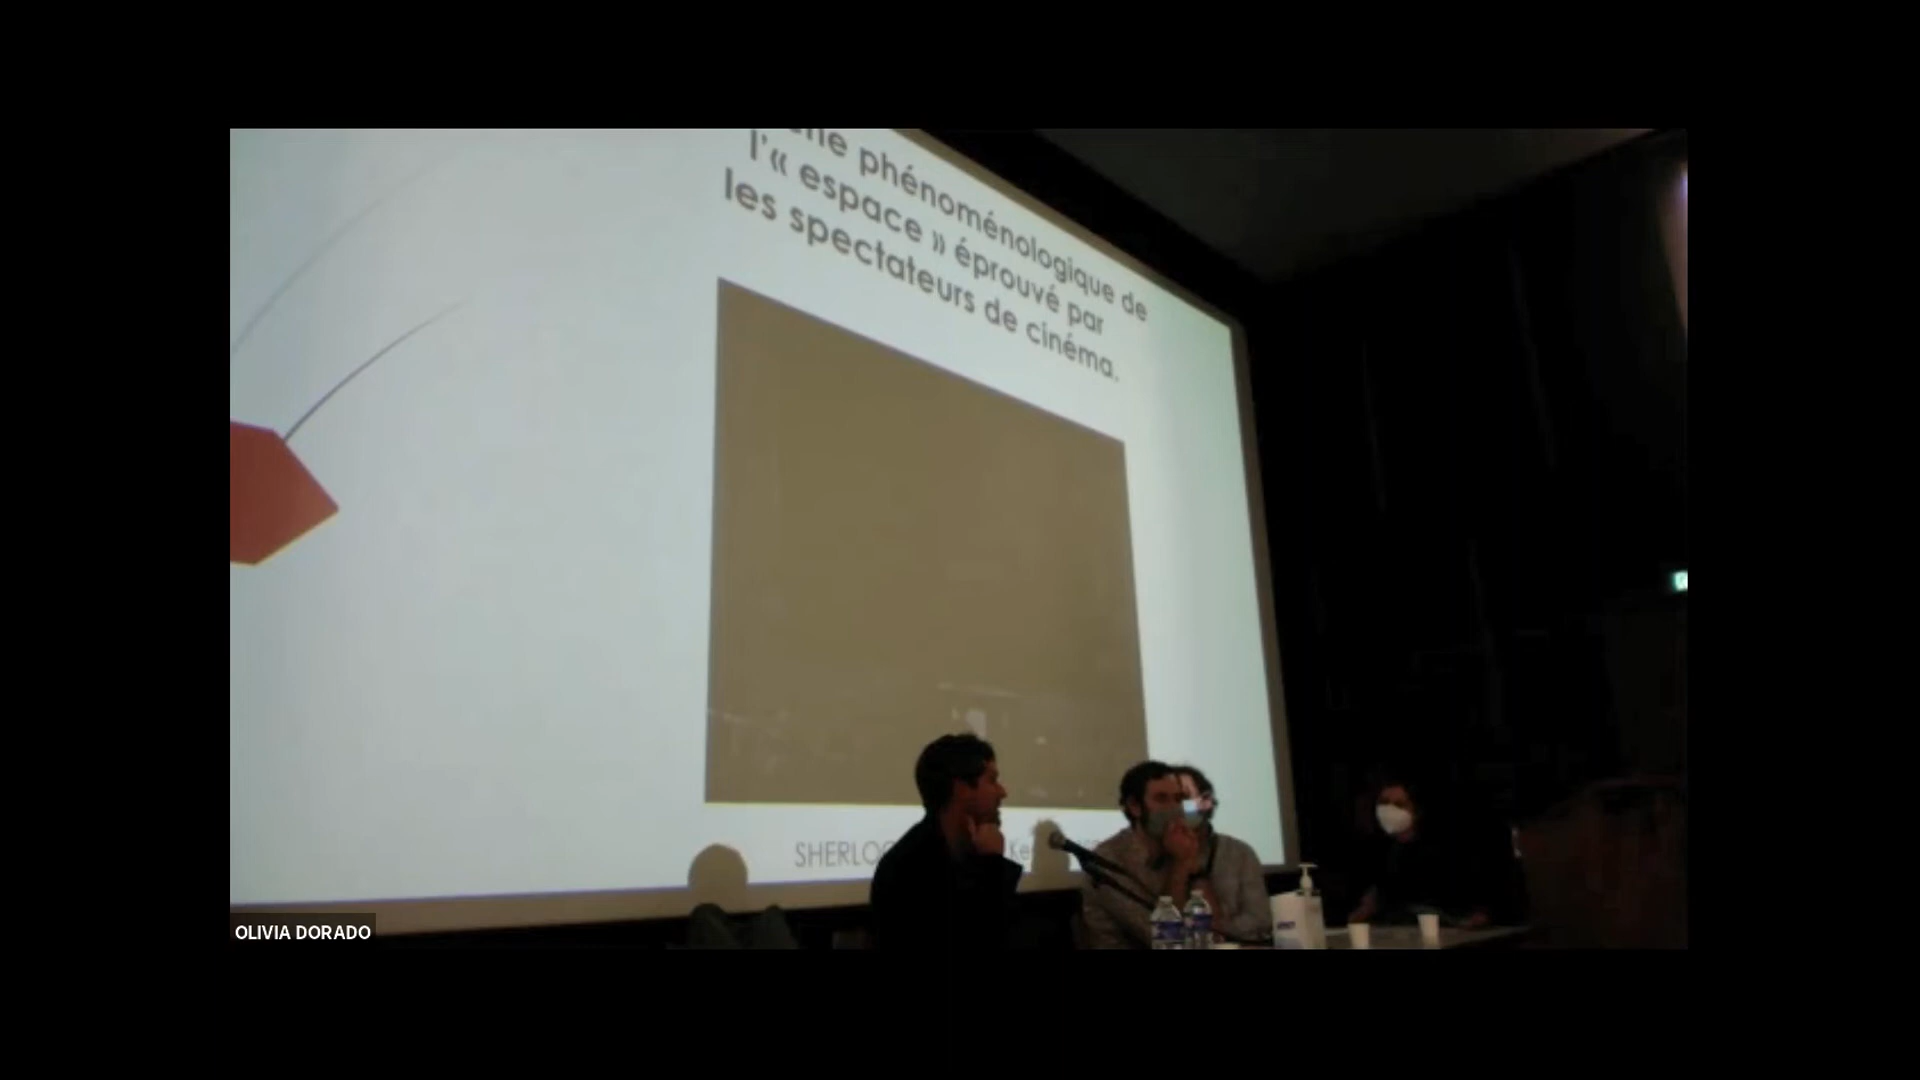 phénoménologique de
l'« espace » éprouvé par
les spectateurs de cinéma.
OLIVIA DORADO